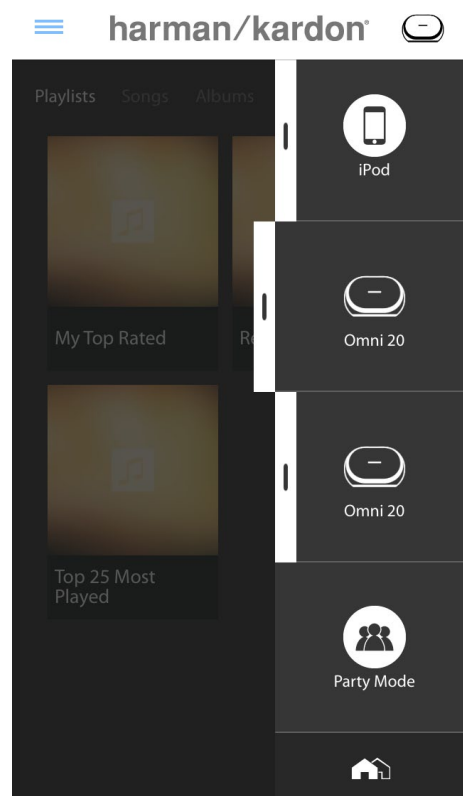 harman/kardon®
Playlists Songs Albums
iPod
My Top Rated
Re
Omni 20
Omni 20
Top 25 Most
Played
Party Mode